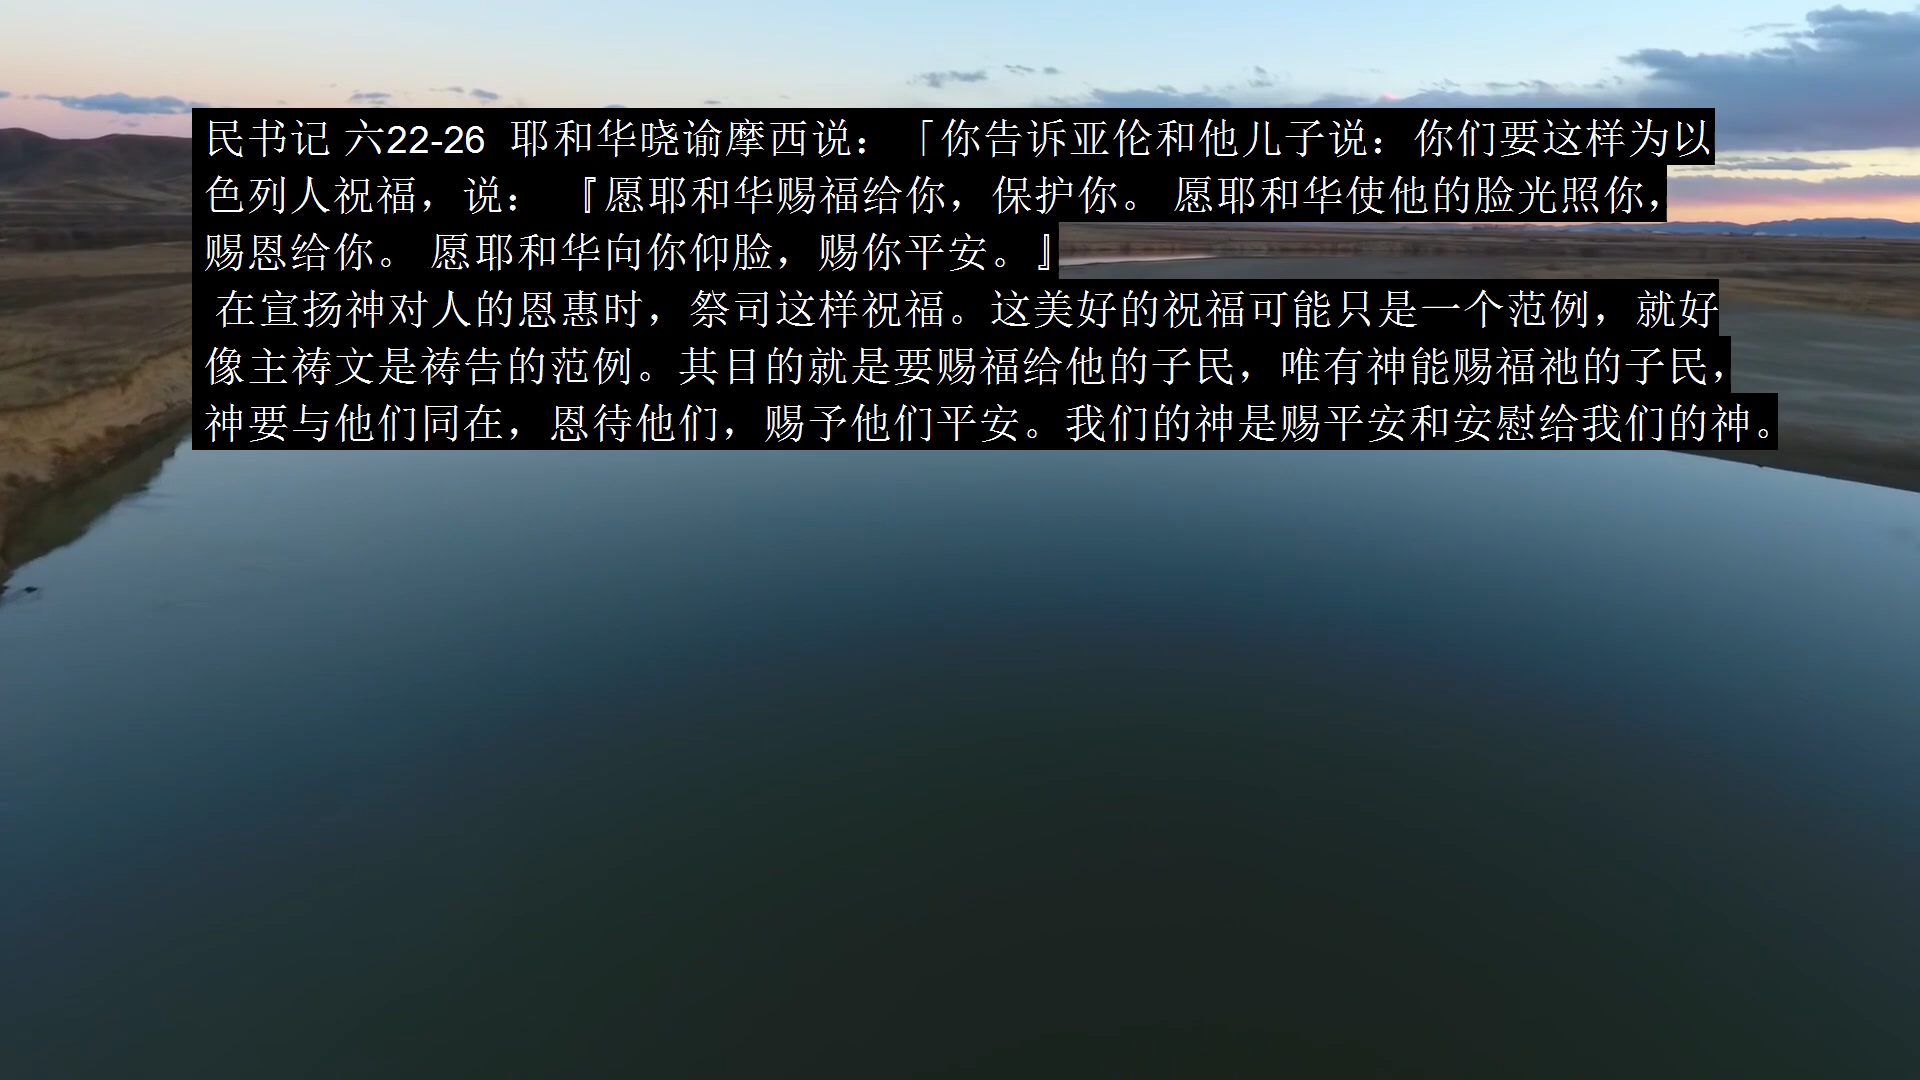 民书记 六22-26  耶和华晓谕摩西说：「你告诉亚伦和他儿子说：你们要这样为以
色列人祝福，说： 『愿耶和华赐福给你，保护你。 愿耶和华使他的脸光照你，
赐恩给你。 愿耶和华向你仰脸，赐你平安。』
在宣扬神对人的恩惠时，祭司这样祝福。这美好的祝福可能只是一个范例，就好
像主祷文是祷告的范例。其目的就是要赐福给他的子民，唯有神能赐福祂的子民，
神要与他们同在，恩待他们，赐予他们平安。我们的神是赐平安和安慰给我们的神。